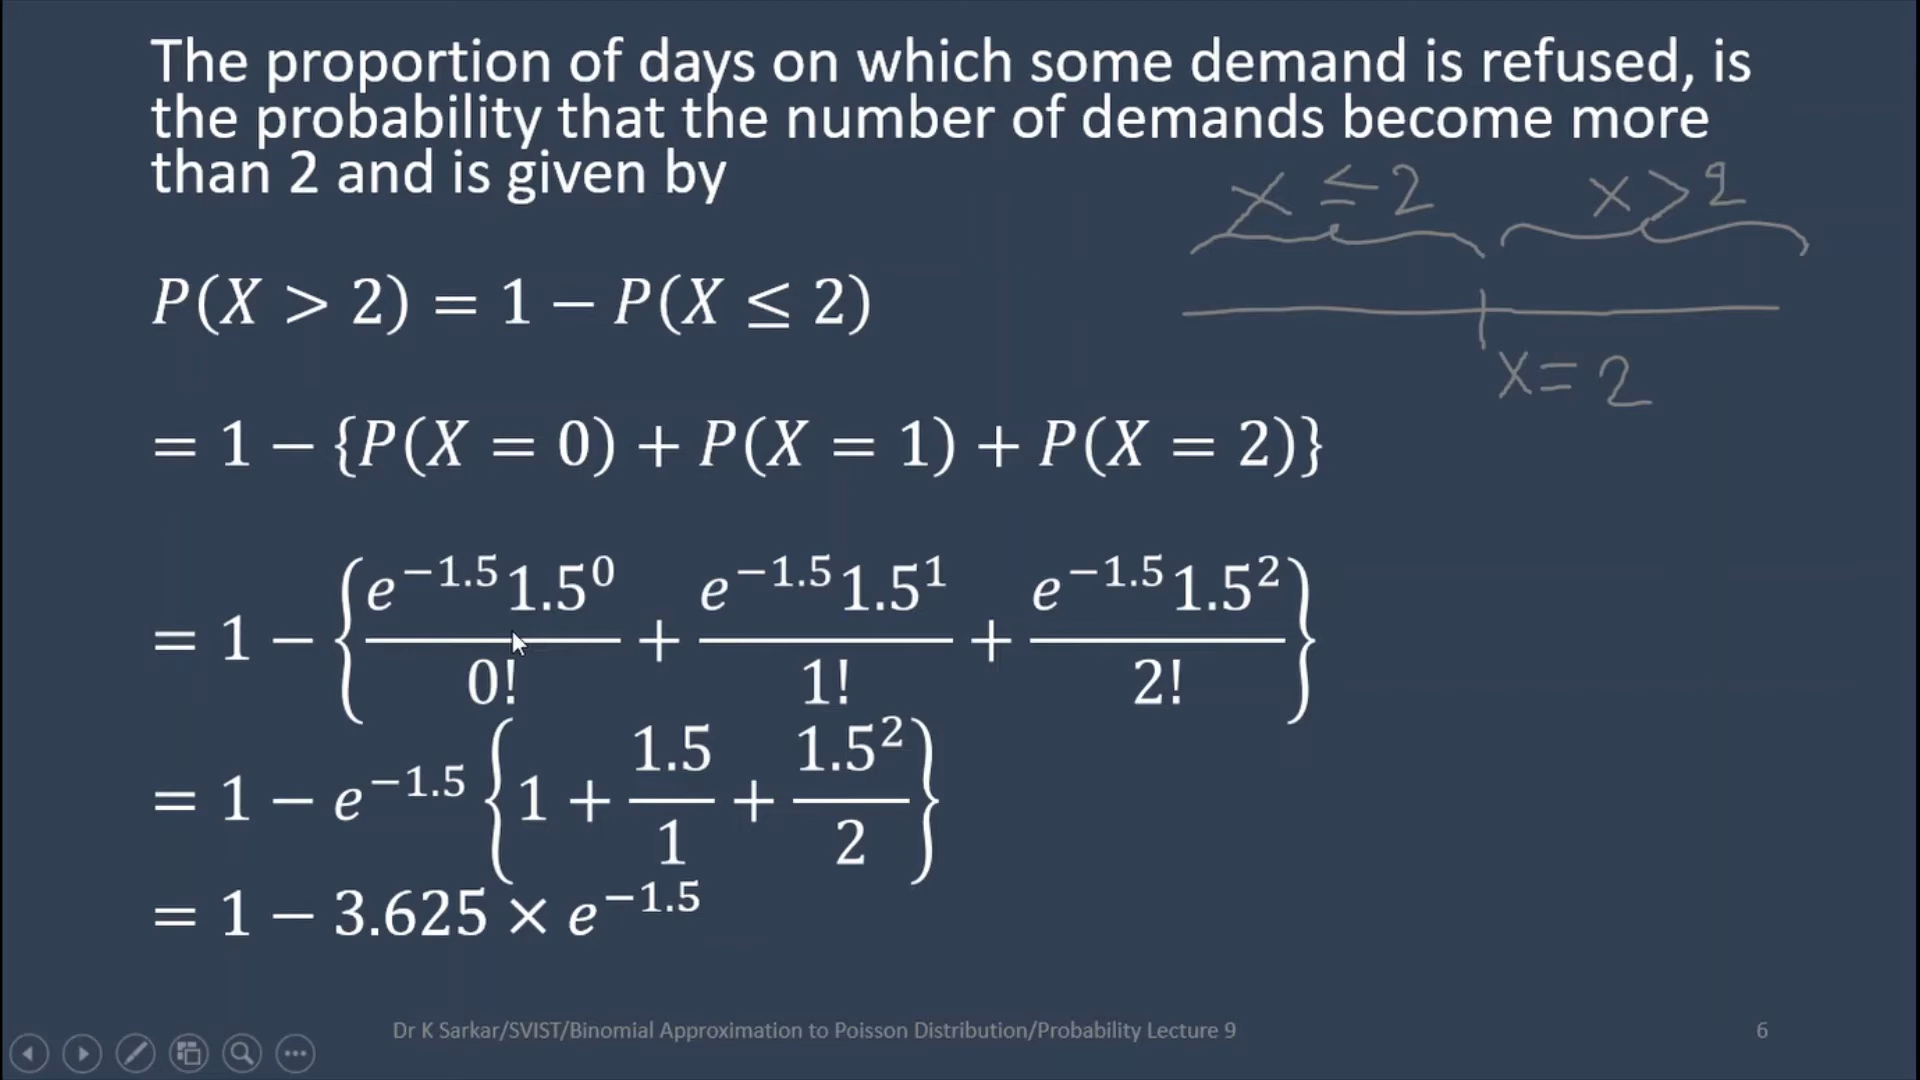 The proportion of days on which some demand is refused, is
the probability that the number of demands become more
than 2 and is given by
x ≤ 2
x > 2
P(X > 2) = 1 − P(X ≤ 2)
x = 2
= 1 − {P(X = 0) + P(X = 1) + P(X = 2)}
= 1 − {e^−1.5 1.5^0 / 0! + e^−1.5 1.5^1 / 1! + e^−1.5 1.5^2 / 2!}
= 1 − e^−1.5 {1 + 1.5 / 1 + 1.5^2 / 2}
= 1 − 3.625 × e^−1.5
Dr K Sarkar/SVIST/Binomial Approximation to Poisson Distribution/Probability Lecture 9
6